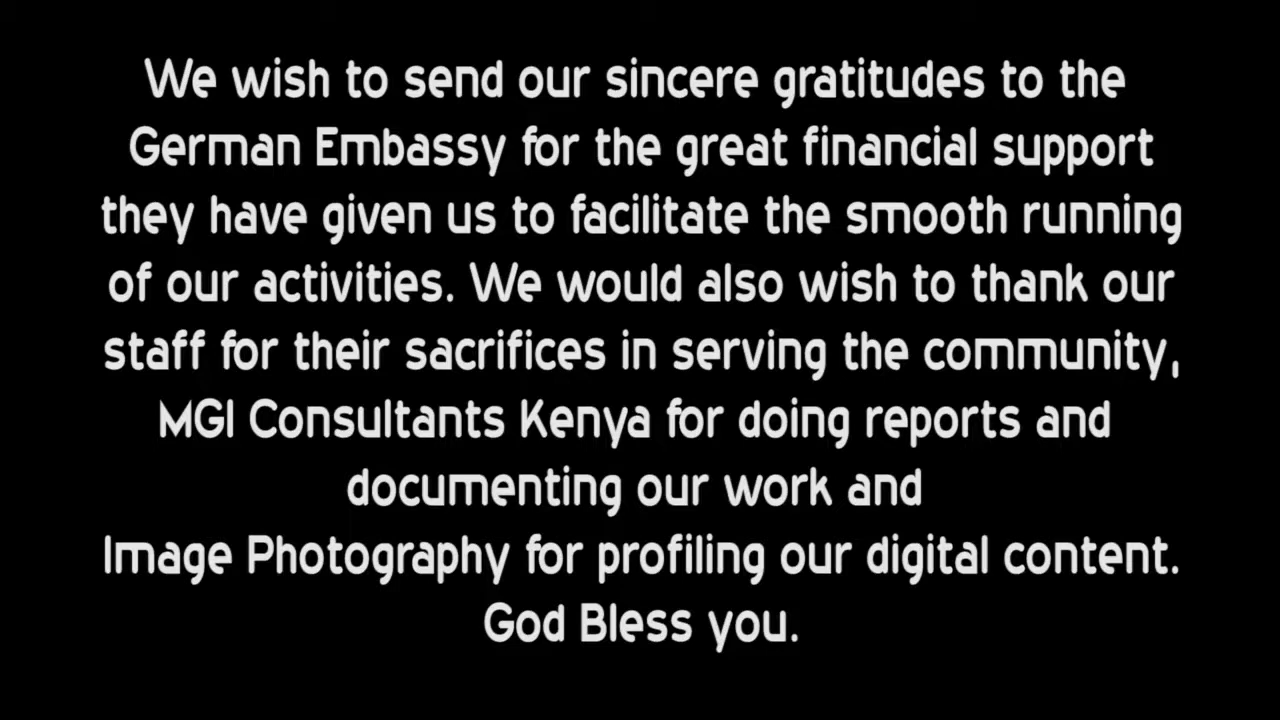 We wish to send our sincere gratitudes to the
German Embassy for the great financial support
they have given us to facilitate the smooth running
of our activities. We would also wish to thank our
staff for their sacrifices in serving the community,
MGI Consultants Kenya for doing reports and
documenting our work and
Image Photography for profiling our digital content.
God Bless you.